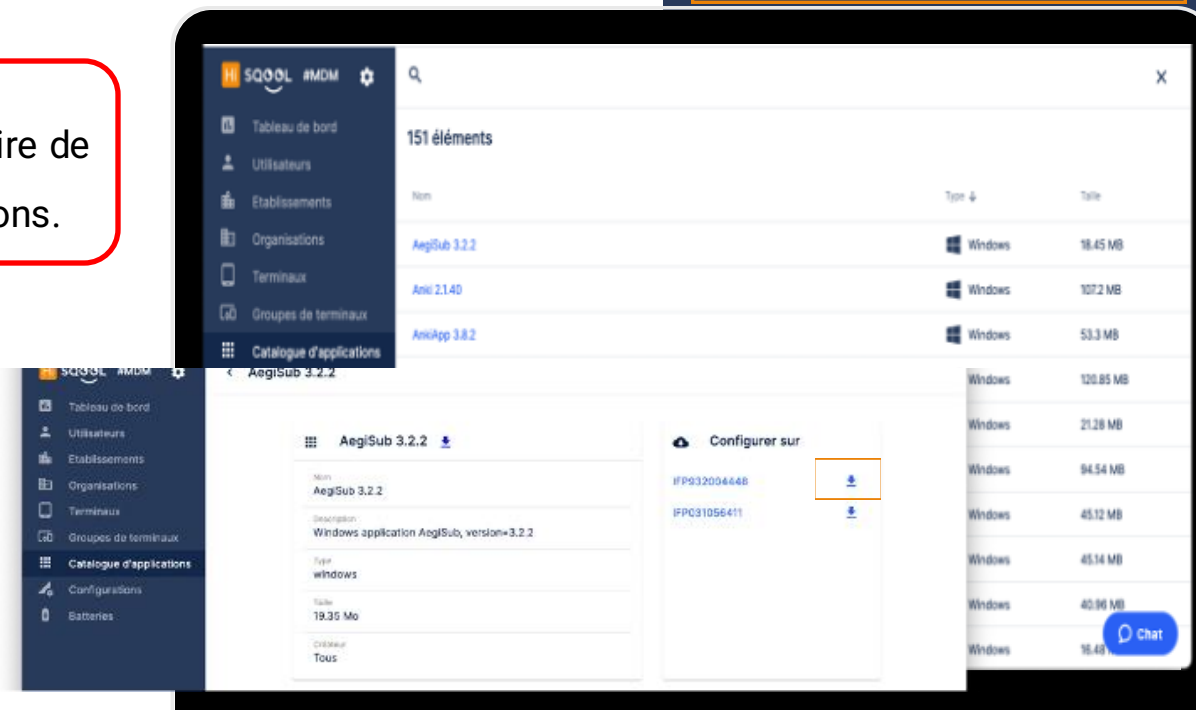 ire de
ons.
Hi SQOOL #MDM
Tableau de bord
Utilisateurs
Etablissements
Organisations
Terminaux
Groupes de terminaux
Catalogue d'applications
151 éléments
Nom Type Taille
AegiSub 3.2.2 Windows 18.45 MB
Anki 2.1.40 Windows 107.2 MB
AnkiApp 3.8.2 Windows 53.3 MB
Windows 120.85 MB
Windows 21.28 MB
Windows 94.54 MB
Windows 45.12 MB
Windows 45.14 MB
Windows 40.96 MB
Windows 16.48
Chat
Hi SQOOL #MDM
Tableau de bord
Utilisateurs
Etablissements
Organisations
Terminaux
Groupes de terminaux
Catalogue d'applications
Configurations
Batteries
AegiSub 3.2.2
AegiSub 3.2.2
Nom
AegiSub 3.2.2
Description
Windows application AegiSub, version=3.2.2
Type
windows
Taille
19.35 Mo
Créateur
Tous
Configurer sur
IFP932004448
IFP031056411